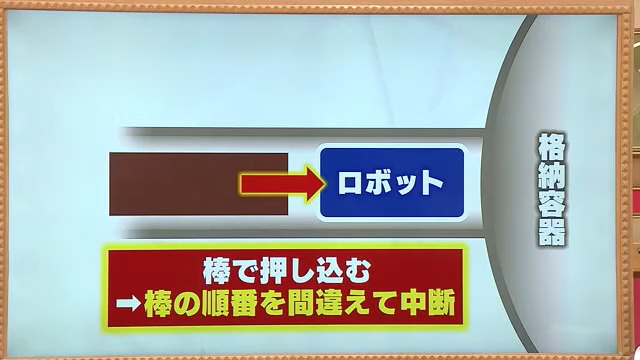 ロボット
格納容器
棒で押し込む
➡棒の順番を間違えて中断